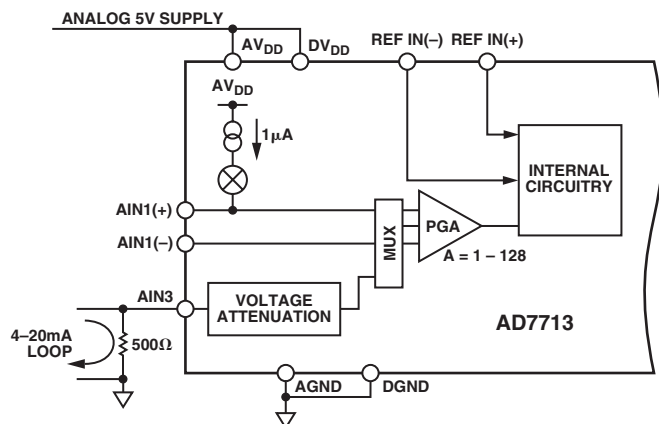 ANALOG 5V SUPPLY
AVDD
DVDD
REF IN(–)
REF IN(+)
AVDD
1μA
INTERNAL
CIRCUITRY
AIN1(+)
AIN1(–)
MUX
PGA
A = 1 – 128
AIN3
VOLTAGE
ATTENUATION
AD7713
4–20mA
LOOP
500Ω
AGND
DGND